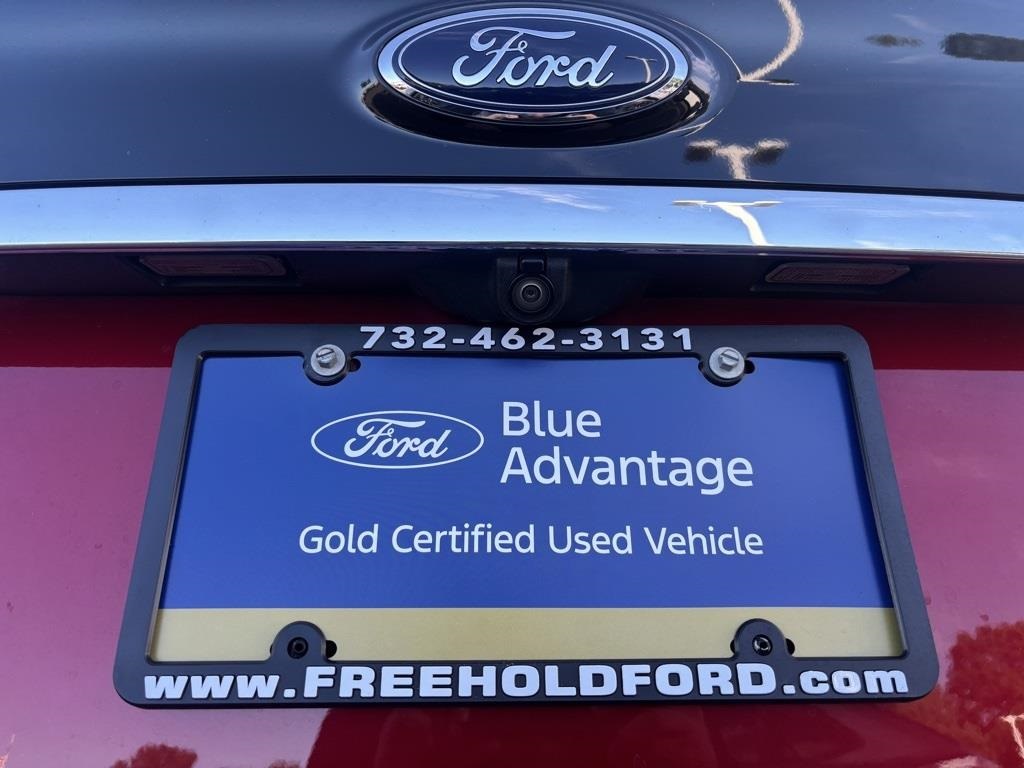 Ford
732-462-3131
Ford
Blue
Advantage
Gold Certified Used Vehicle
www.FREEHOLDFORD.com